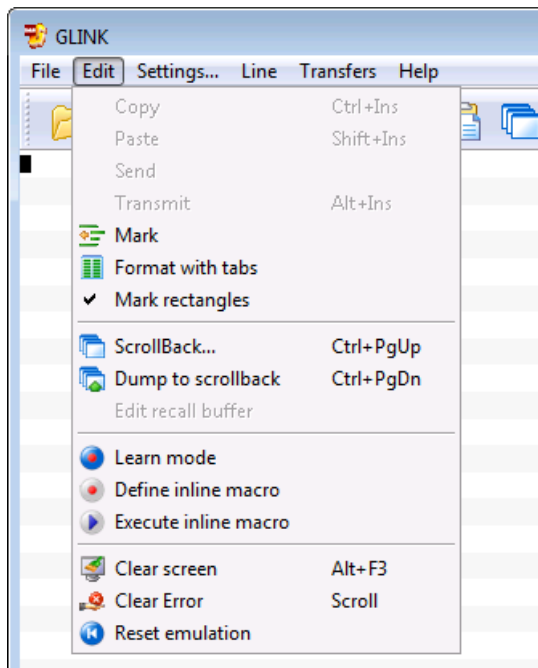 GLINK
File Edit Settings... Line Transfers Help
Copy Ctrl+Ins
Paste Shift+Ins
Send
Transmit Alt+Ins
Mark
Format with tabs
Mark rectangles
ScrollBack... Ctrl+PgUp
Dump to scrollback Ctrl+PgDn
Edit recall buffer
Learn mode
Define inline macro
Execute inline macro
Clear screen Alt+F3
Clear Error Scroll
Reset emulation